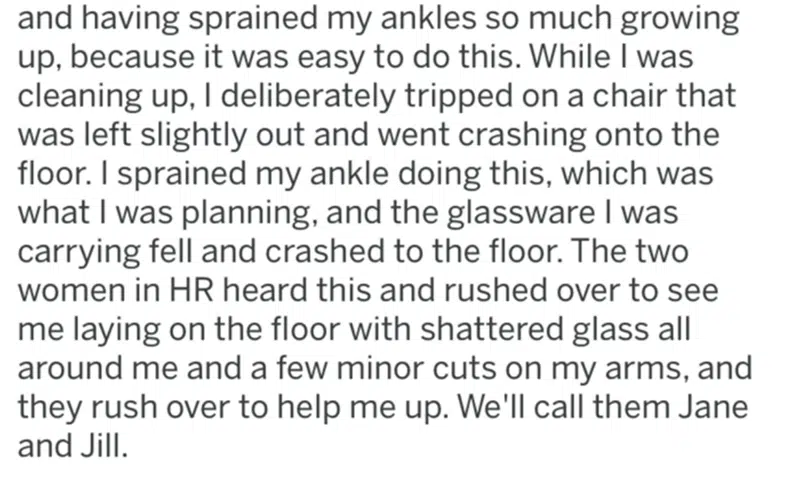 and having sprained my ankles so much growing
up, because it was easy to do this. While I was
cleaning up, I deliberately tripped on a chair that
was left slightly out and went crashing onto the
floor. I sprained my ankle doing this, which was
what I was planning, and the glassware I was
carrying fell and crashed to the floor. The two
women in HR heard this and rushed over to see
me laying on the floor with shattered glass all
around me and a few minor cuts on my arms, and
they rush over to help me up. We'll call them Jane
and Jill.